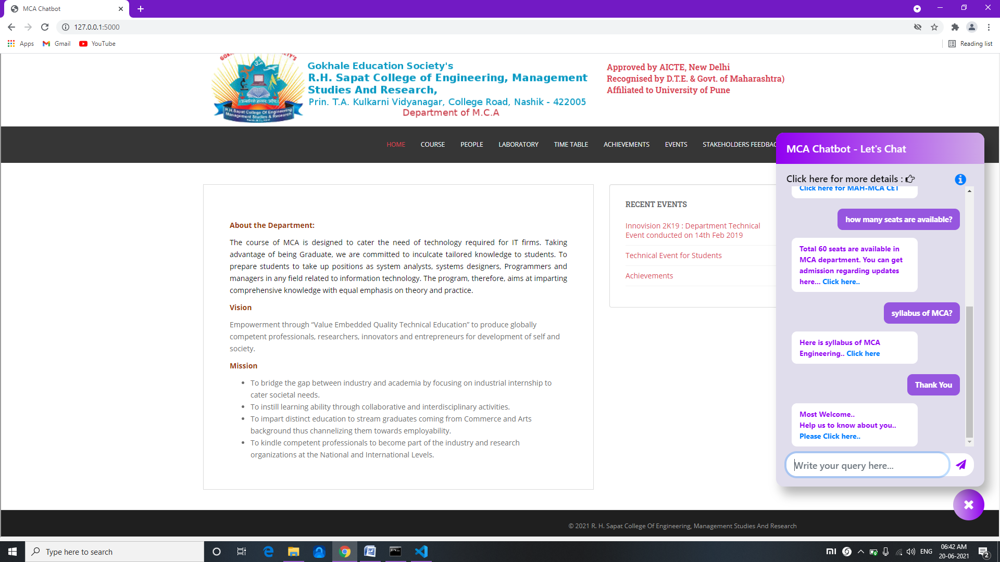 MCA Chatbot
127.0.0.1:5000
Apps
Gmail
YouTube
Reading list
Gokhale Education Society's
R.H. Sapat College of Engineering, Management
Studies And Research,
Prin. T.A. Kulkarni Vidyanagar, College Road, Nashik - 422005
Department of M.C.A
R.H.Sapat College Of Engineering
Management Studies & Research
Approved by AICTE, New Delhi
Recognised by D.T.E. & Govt. of Maharashtra)
Affiliated to University of Pune
HOME COURSE PEOPLE LABORATORY TIME TABLE ACHIEVEMENTS EVENTS STAKEHOLDERS FEEDBAC
About the Department:
The course of MCA is designed to cater the need of technology required for IT firms. Taking
advantage of being Graduate, we are committed to inculcate tailored knowledge to students. To
prepare students to take up positions as system analysts, systems designers, Programmers and
managers in any field related to information technology. The program, therefore, aims at imparting
comprehensive knowledge with equal emphasis on theory and practice.
Vision
Empowerment through “Value Embedded Quality Technical Education” to produce globally
competent professionals, researchers, innovators and entrepreneurs for development of self and
society.
Mission
To bridge the gap between industry and academia by focusing on industrial internship to
cater societal needs.
To instill learning ability through collaborative and interdisciplinary activities.
To impart distinct education to stream graduates coming from Commerce and Arts
background thus channelizing them towards employability.
To kindle competent professionals to become part of the industry and research
organizations at the National and International Levels.
RECENT EVENTS
Innovision 2K19 : Department Technical
Event conducted on 14th Feb 2019
Technical Event for Students
Achievements
MCA Chatbot - Let's Chat
Click here for more details :
Click here for MAH-MCA CET
how many seats are available?
Total 60 seats are available in
MCA department. You can get
admission regarding updates
here... Click here..
syllabus of MCA?
Here is syllabus of MCA
Engineering.. Click here
Thank You
Most Welcome..
Help us to know about you..
Please Click here..
Write your query here...
© 2021 R. H. Sapat College Of Engineering, Management Studies And Research
Type here to search
ENG
06:42 AM
20-06-2021
2